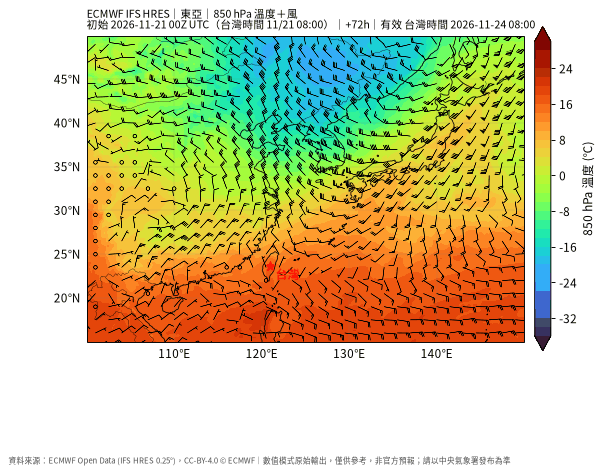 ECMWF IFS HRES｜東亞｜850 hPa 溫度＋風
初始 2026-11-21 00Z UTC（台灣時間 11/21 08:00）｜+72h｜有效 台灣時間 2026-11-24 08:00
45°N
40°N
35°N
30°N
25°N
20°N
110°E
120°E
130°E
140°E
台灣
24
16
8
0
-8
-16
-24
-32
850 hPa 溫度 (°C)
資料來源：ECMWF Open Data (IFS HRES 0.25°)，CC-BY-4.0 © ECMWF｜數值模式原始輸出，僅供參考，非官方預報；請以中央氣象署發布為準